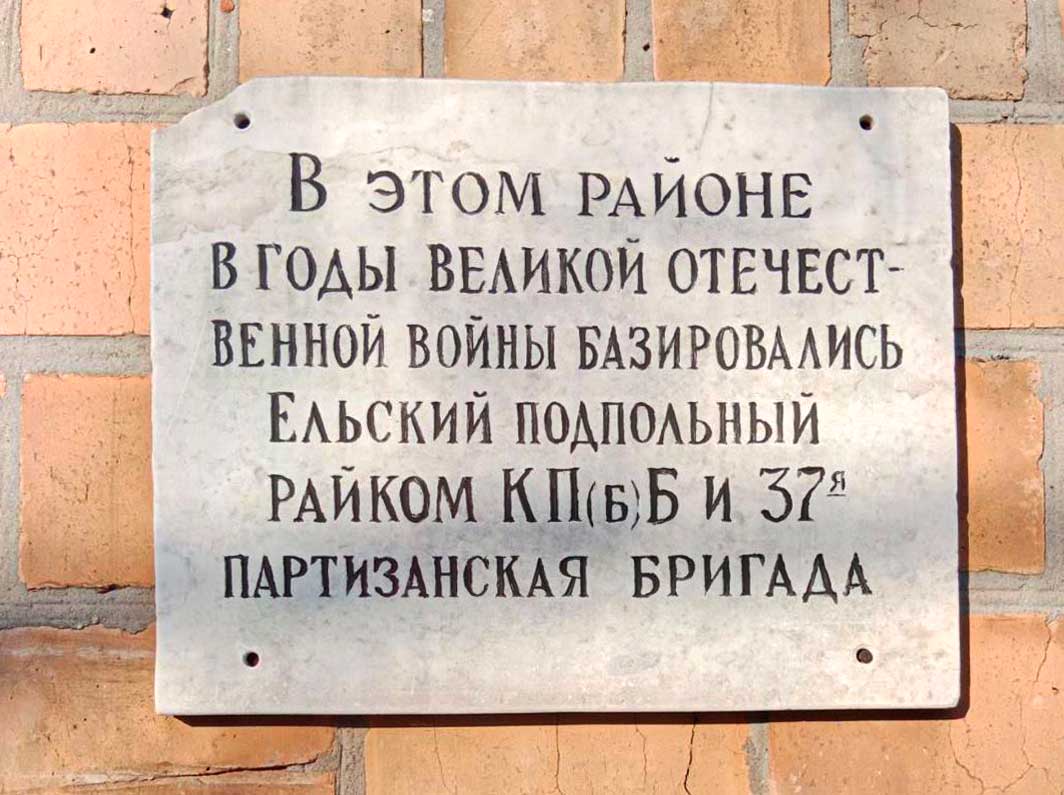 В ЭТОМ РАЙОНЕ
В ГОДЫ ВЕЛИКОЙ ОТЕЧЕСТ-
ВЕННОЙ ВОЙНЫ БАЗИРОВАЛИСЬ
ЕЛЬСКИЙ ПОДПОЛЬНЫЙ
РАЙКОМ КП(Б)Б И 37Я
ПАРТИЗАНСКАЯ БРИГАДА